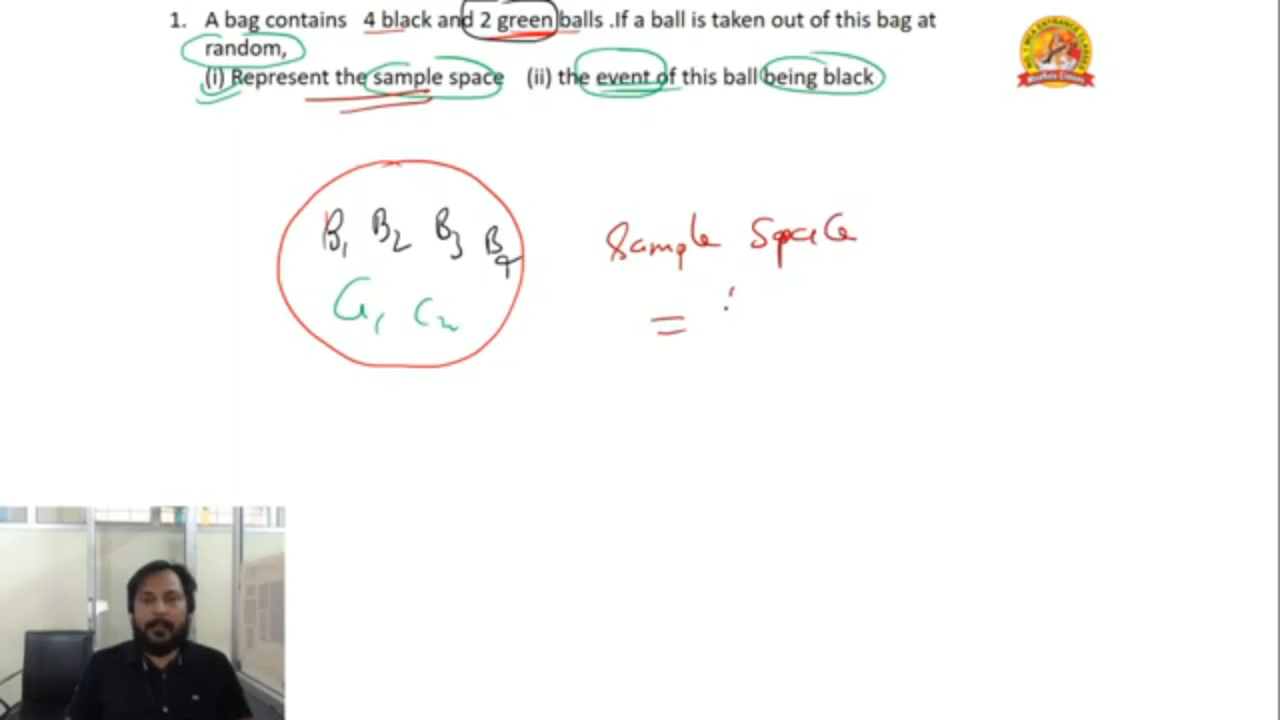 1. A bag contains 4 black and 2 green balls .If a ball is taken out of this bag at
random,
(i) Represent the sample space (ii) the event of this ball being black
B1 B2 B3 B4
G1 G2
Sample Space
=